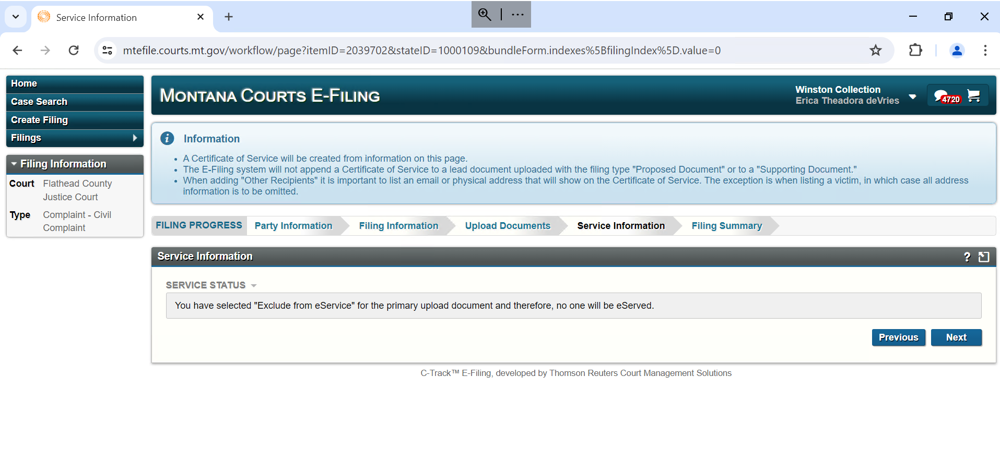 Service Information
mtefile.courts.mt.gov/workflow/page?itemID=2039702&stateID=1000109&bundleForm.indexes%5BfilingIndex%5D.value=0
Home
Case Search
Create Filing
Filings
Filing Information
Court Flathead County
Justice Court
Type Complaint - Civil
Complaint
MONTANA COURTS E-FILING
Winston Collection
Erica Theadora deVries
4720
Information
• A Certificate of Service will be created from information on this page.
• The E-Filing system will not append a Certificate of Service to a lead document uploaded with the filing type "Proposed Document" or to a "Supporting Document."
• When adding "Other Recipients" it is important to list an email or physical address that will show on the Certificate of Service. The exception is when listing a victim, in which case all address
information is to be omitted.
FILING PROGRESS Party Information Filing Information Upload Documents Service Information Filing Summary
Service Information ?
SERVICE STATUS
You have selected "Exclude from eService" for the primary upload document and therefore, no one will be eServed.
Previous Next
C-Track™ E-Filing, developed by Thomson Reuters Court Management Solutions